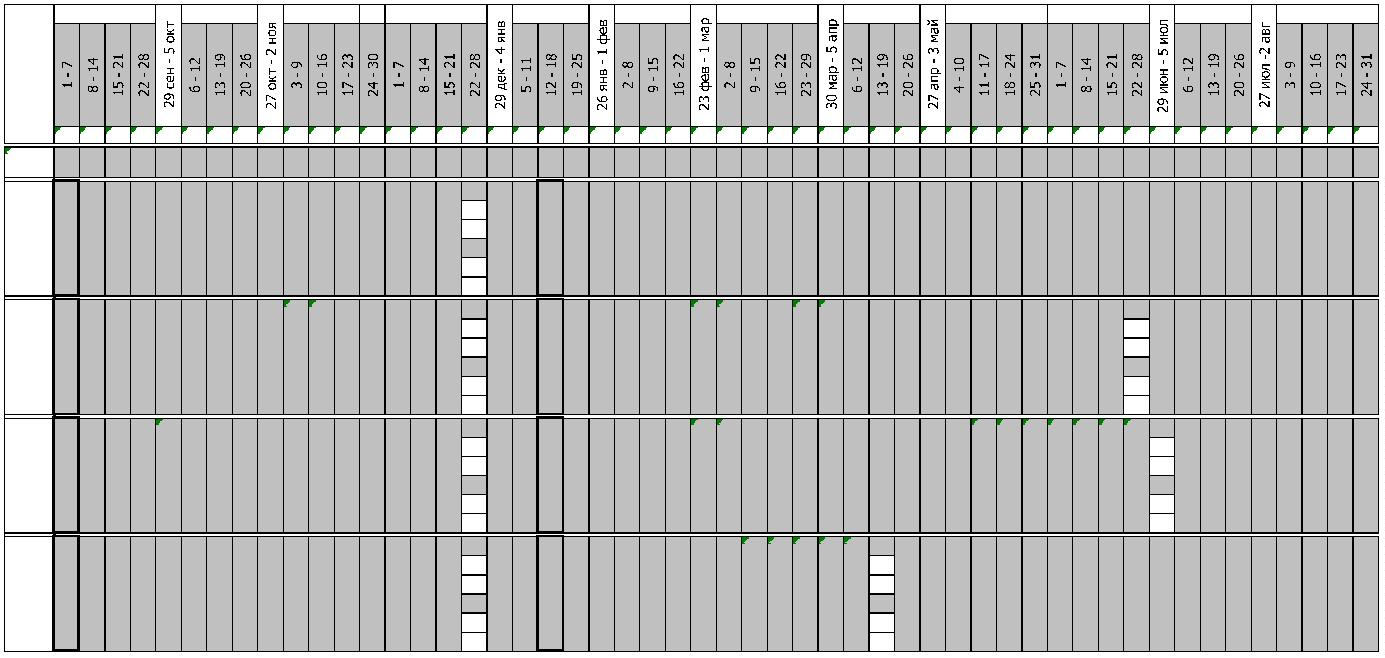 1 - 7
8 - 14
15 - 21
22 - 28
29 сен - 5 окт
6 - 12
13 - 19
20 - 26
27 окт - 2 ноя
3 - 9
10 - 16
17 - 23
24 - 30
1 - 7
8 - 14
15 - 21
22 - 28
29 дек - 4 янв
5 - 11
12 - 18
19 - 25
26 янв - 1 фев
2 - 8
9 - 15
16 - 22
23 фев - 1 мар
2 - 8
9 - 15
16 - 22
23 - 29
30 мар - 5 апр
6 - 12
13 - 19
20 - 26
27 апр - 3 май
4 - 10
11 - 17
18 - 24
25 - 31
1 - 7
8 - 14
15 - 21
22 - 28
29 июн - 5 июл
6 - 12
13 - 19
20 - 26
27 июл -2 авг
3 - 9
10 - 16
17 - 23
24 - 31